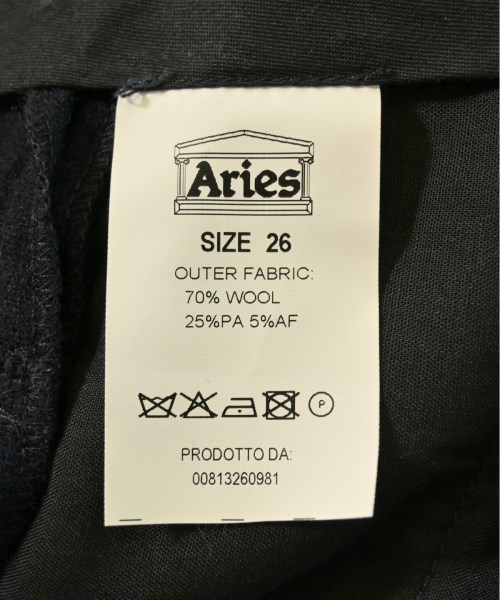 Aries
SIZE 26
OUTER FABRIC:
70% WOOL
25%PA 5%AF
P
PRODOTTO DA:
00813260981